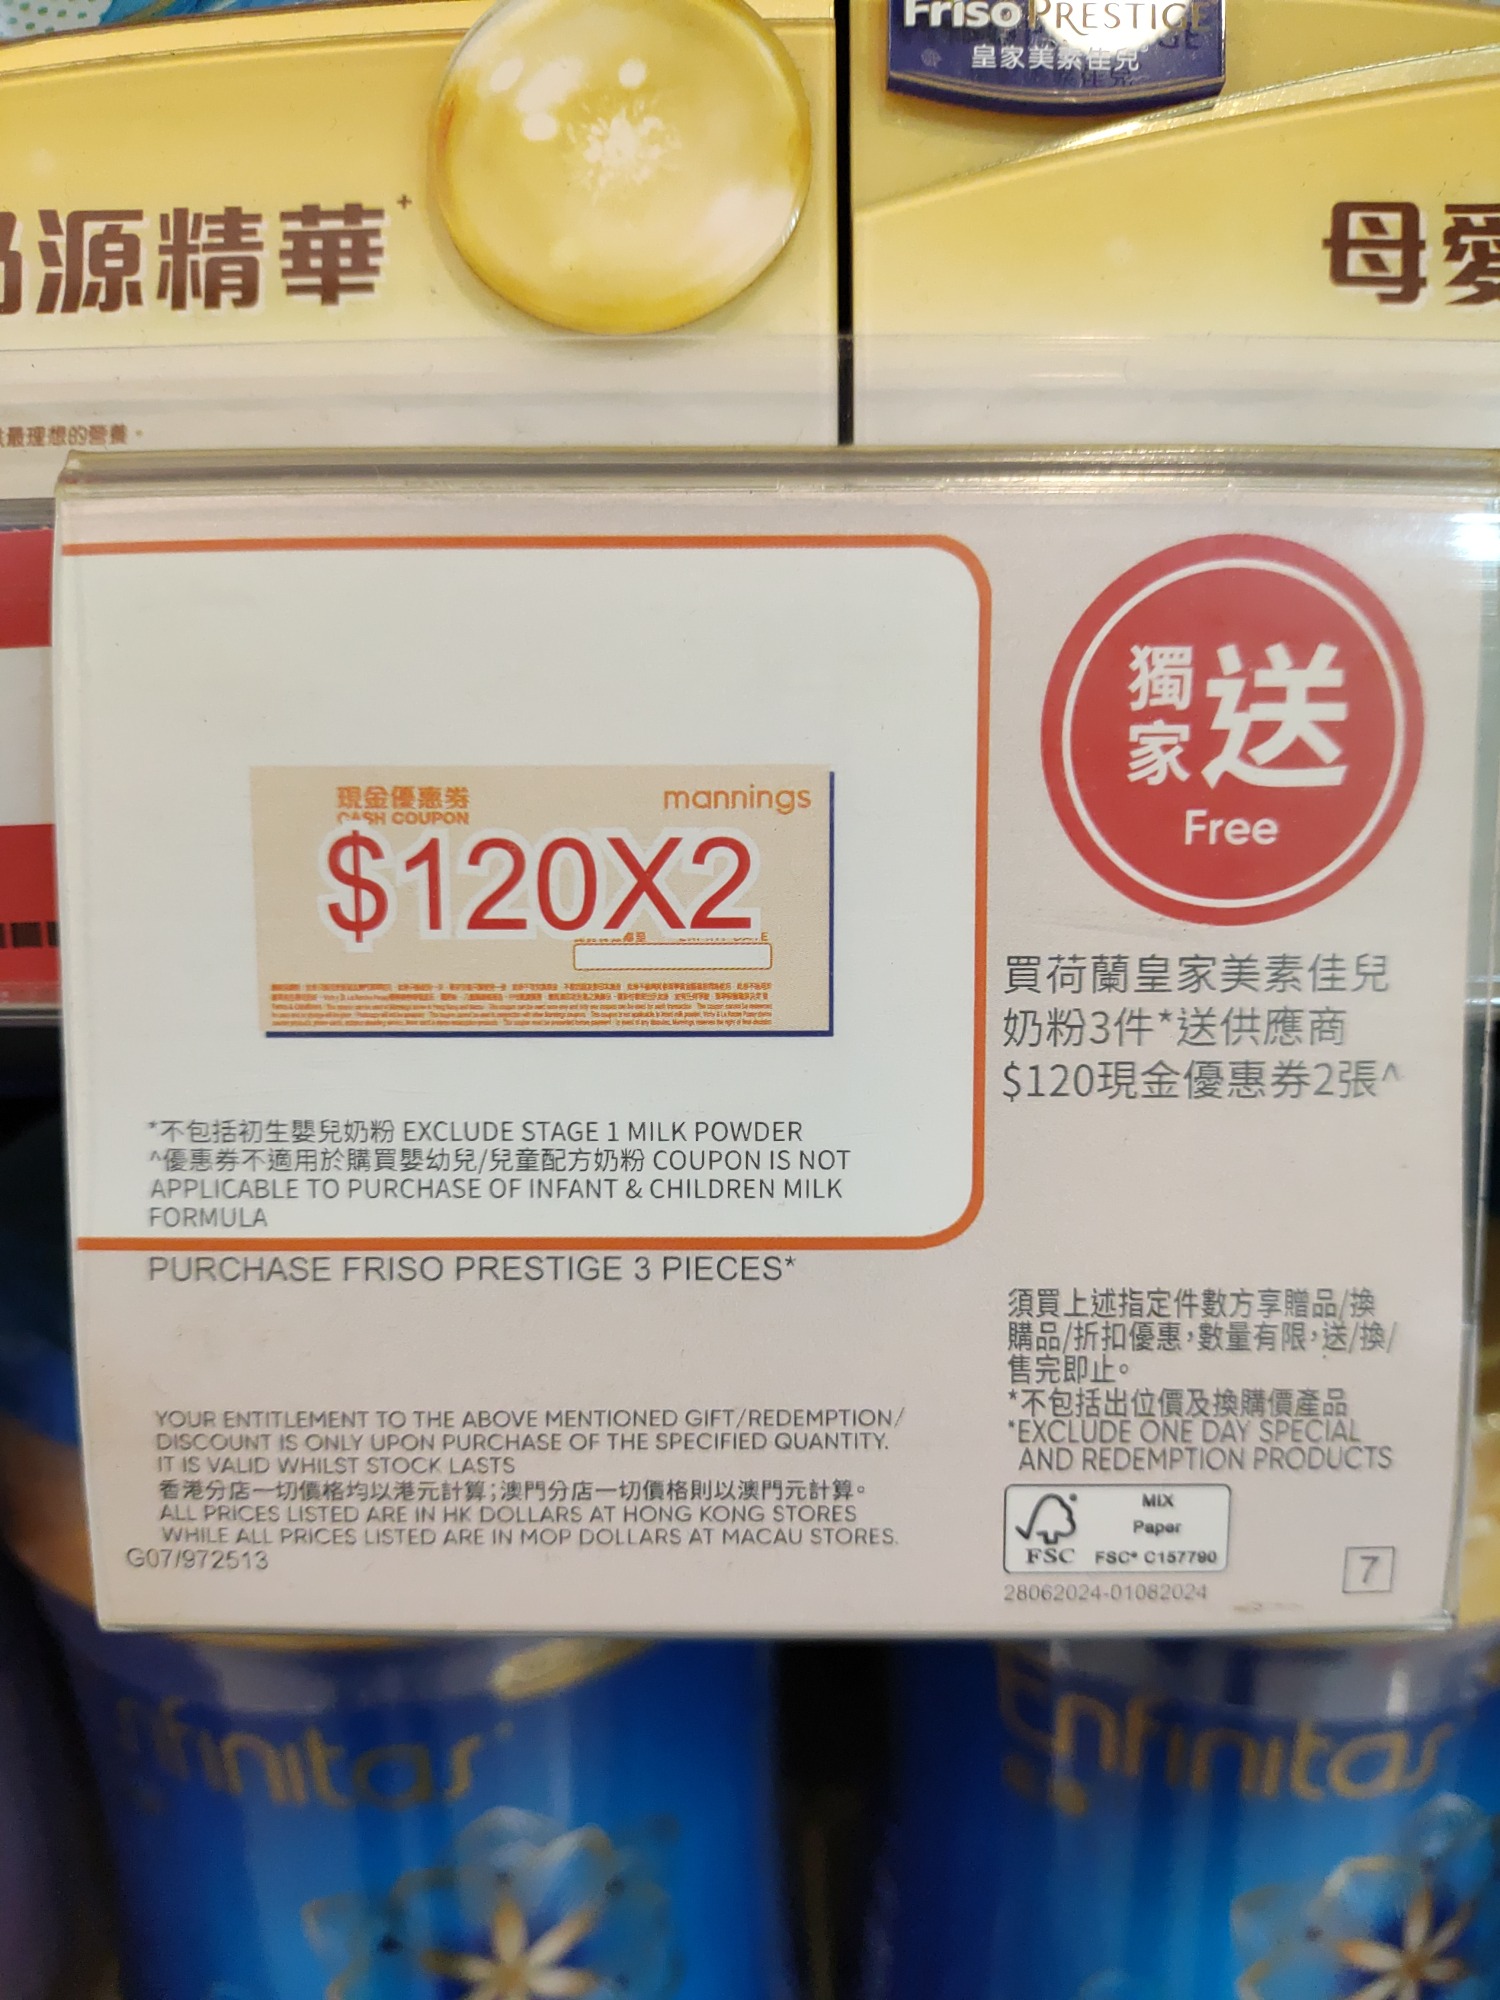 Friso PRESTIGE
皇家美素佳兒
源精華+
母愛
最理想的營養。
現金優惠券
CASH COUPON
mannings
$120X2
獨家送
Free
買荷蘭皇家美素佳兒
奶粉3件*送供應商
$120現金優惠券2張^
*不包括初生嬰兒奶粉 EXCLUDE STAGE 1 MILK POWDER
^優惠券不適用於購買嬰幼兒/兒童配方奶粉 COUPON IS NOT
APPLICABLE TO PURCHASE OF INFANT & CHILDREN MILK
FORMULA
PURCHASE FRISO PRESTIGE 3 PIECES*
須買上述指定件數方享贈品/換
購品/折扣優惠,數量有限,送/換/
售完即止。
*不包括出位價及換購價產品
*EXCLUDE ONE DAY SPECIAL
AND REDEMPTION PRODUCTS
YOUR ENTITLEMENT TO THE ABOVE MENTIONED GIFT/REDEMPTION/
DISCOUNT IS ONLY UPON PURCHASE OF THE SPECIFIED QUANTITY.
IT IS VALID WHILST STOCK LASTS
香港分店一切價格均以港元計算;澳門分店一切價格則以澳門元計算。
ALL PRICES LISTED ARE IN HK DOLLARS AT HONG KONG STORES
WHILE ALL PRICES LISTED ARE IN MOP DOLLARS AT MACAU STORES.
G07/972513
FSC
MIX
Paper
FSC® C157790
28062024-01082024
7
Enfinitas
Enfinitas